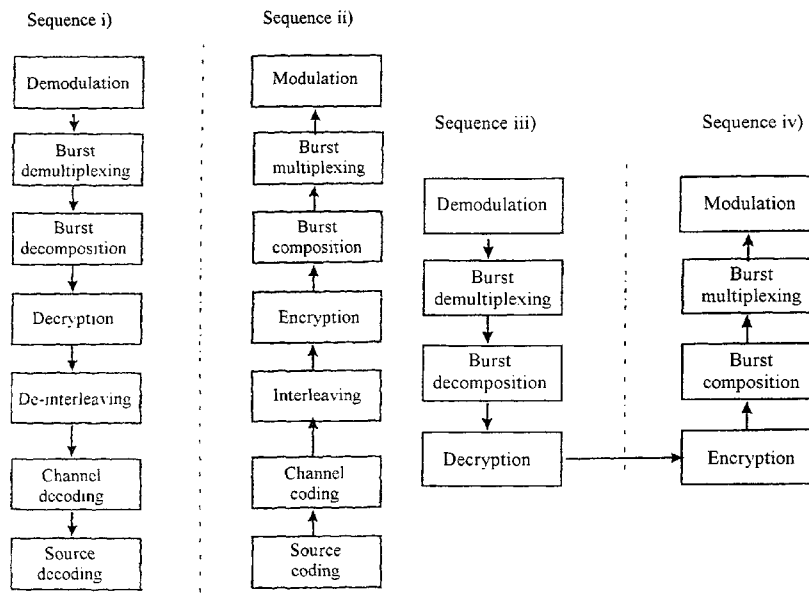 Sequence i)
Demodulation
Burst
demultiplexing
Burst
decomposition
Decryption
De-interleaving
Channel
decoding
Source
decoding
Sequence ii)
Modulation
Burst
multiplexing
Burst
composition
Encryption
Interleaving
Channel
coding
Source
coding
Sequence iii)
Demodulation
Burst
demultiplexing
Burst
decomposition
Decryption
Sequence iv)
Modulation
Burst
multiplexing
Burst
composition
Encryption